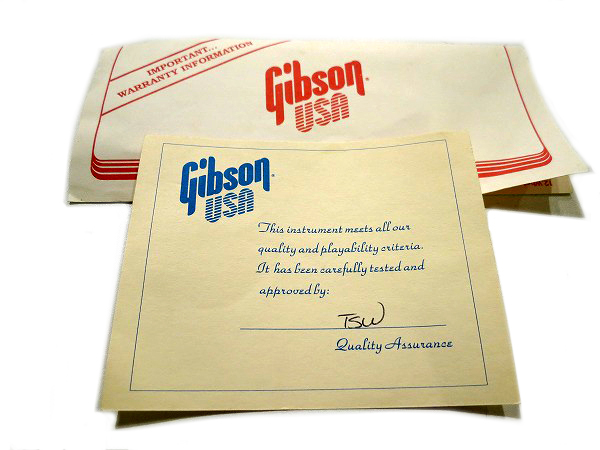 IMPORTANT...
WARRANTY INFORMATION
Gibson
USA
Gibson
USA
This instrument meets all our
quality and playability criteria.
It has been carefully tested and
approved by:
TSW
Quality Assurance